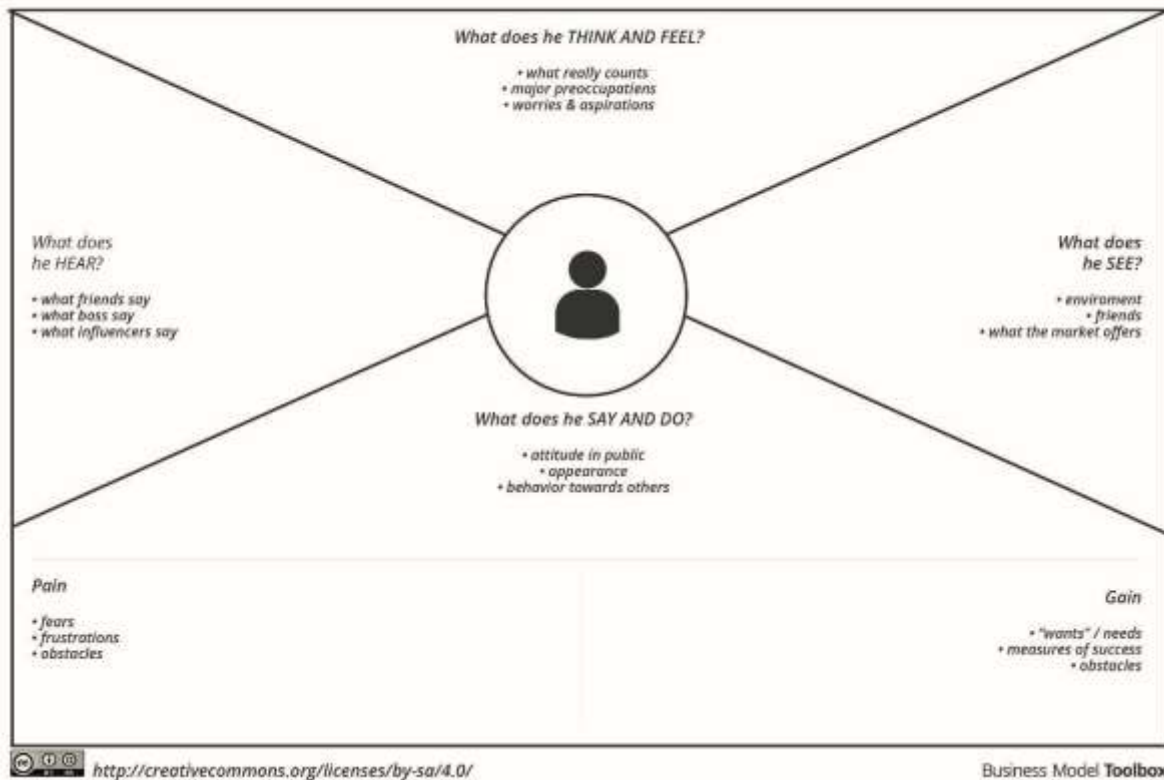 What does he THINK AND FEEL?
• what really counts
• major preoccupatiens
• worries & aspirations
What does
he HEAR?
• what friends say
• what boss say
• what influencers say
What does
he SEE?
• enviroment
• friends
• what the market offers
What does he SAY AND DO?
• attitude in public
• appearance
• behavior towards others
Pain
• fears
• frustrations
• obstacles
Gain
• "wants" / needs
• measures of success
• obstacles
http://creativecommons.org/licenses/by-sa/4.0/
Business Model Toolbox